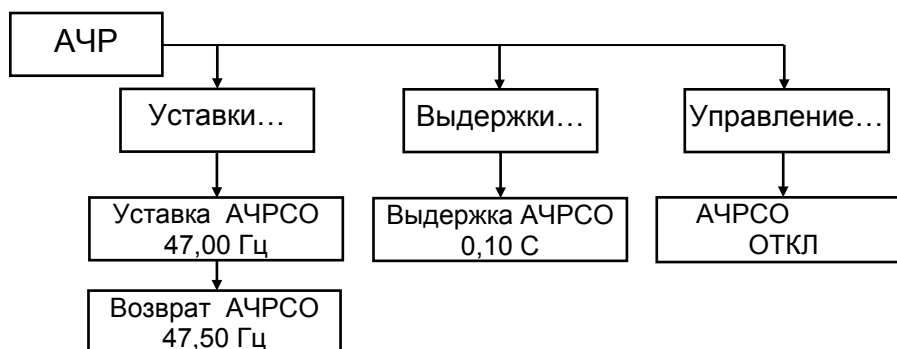 АЧР
Уставки…
Выдержки…
Управление…
Уставка АЧРСО
47,00 Гц
Выдержка АЧРСО
0,10 С
АЧРСО
ОТКЛ
Возврат АЧРСО
47,50 Гц